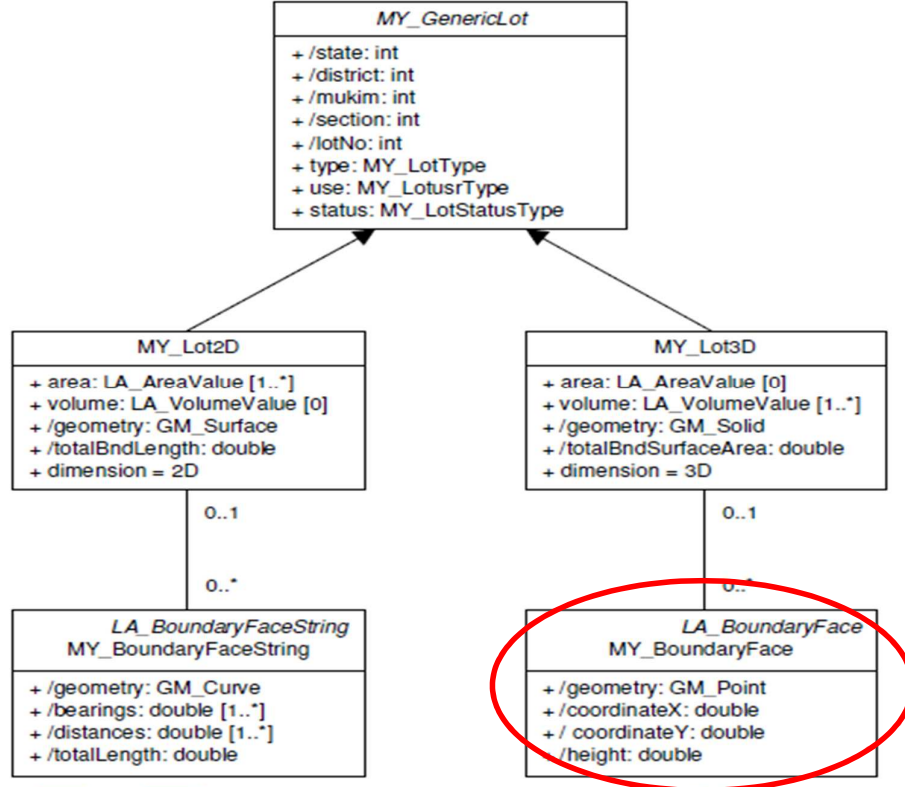 MY_GenericLot
+ /state: int
+ /district: int
+ /mukim: int
+ /section: int
+ /lotNo: int
+ type: MY_LotType
+ use: MY_LotusrType
+ status: MY_LotStatusType
MY_Lot2D
+ area: LA_AreaValue [1..*]
+ volume: LA_VolumeValue [0]
+ /geometry: GM_Surface
+ /totalBndLength: double
+ dimension = 2D
MY_Lot3D
+ area: LA_AreaValue [0]
+ volume: LA_VolumeValue [1..*]
+ /geometry: GM_Solid
+ /totalBndSurfaceArea: double
+ dimension = 3D
0..1
0..*
0..1
0..*
LA_BoundaryFaceString
MY_BoundaryFaceString
+ /geometry: GM_Curve
+ /bearings: double [1..*]
+ /distances: double [1..*]
+ /totalLength: double
LA_BoundaryFace
MY_BoundaryFace
+ /geometry: GM_Point
+ /coordinateX: double
+ / coordinateY: double
+ /height: double